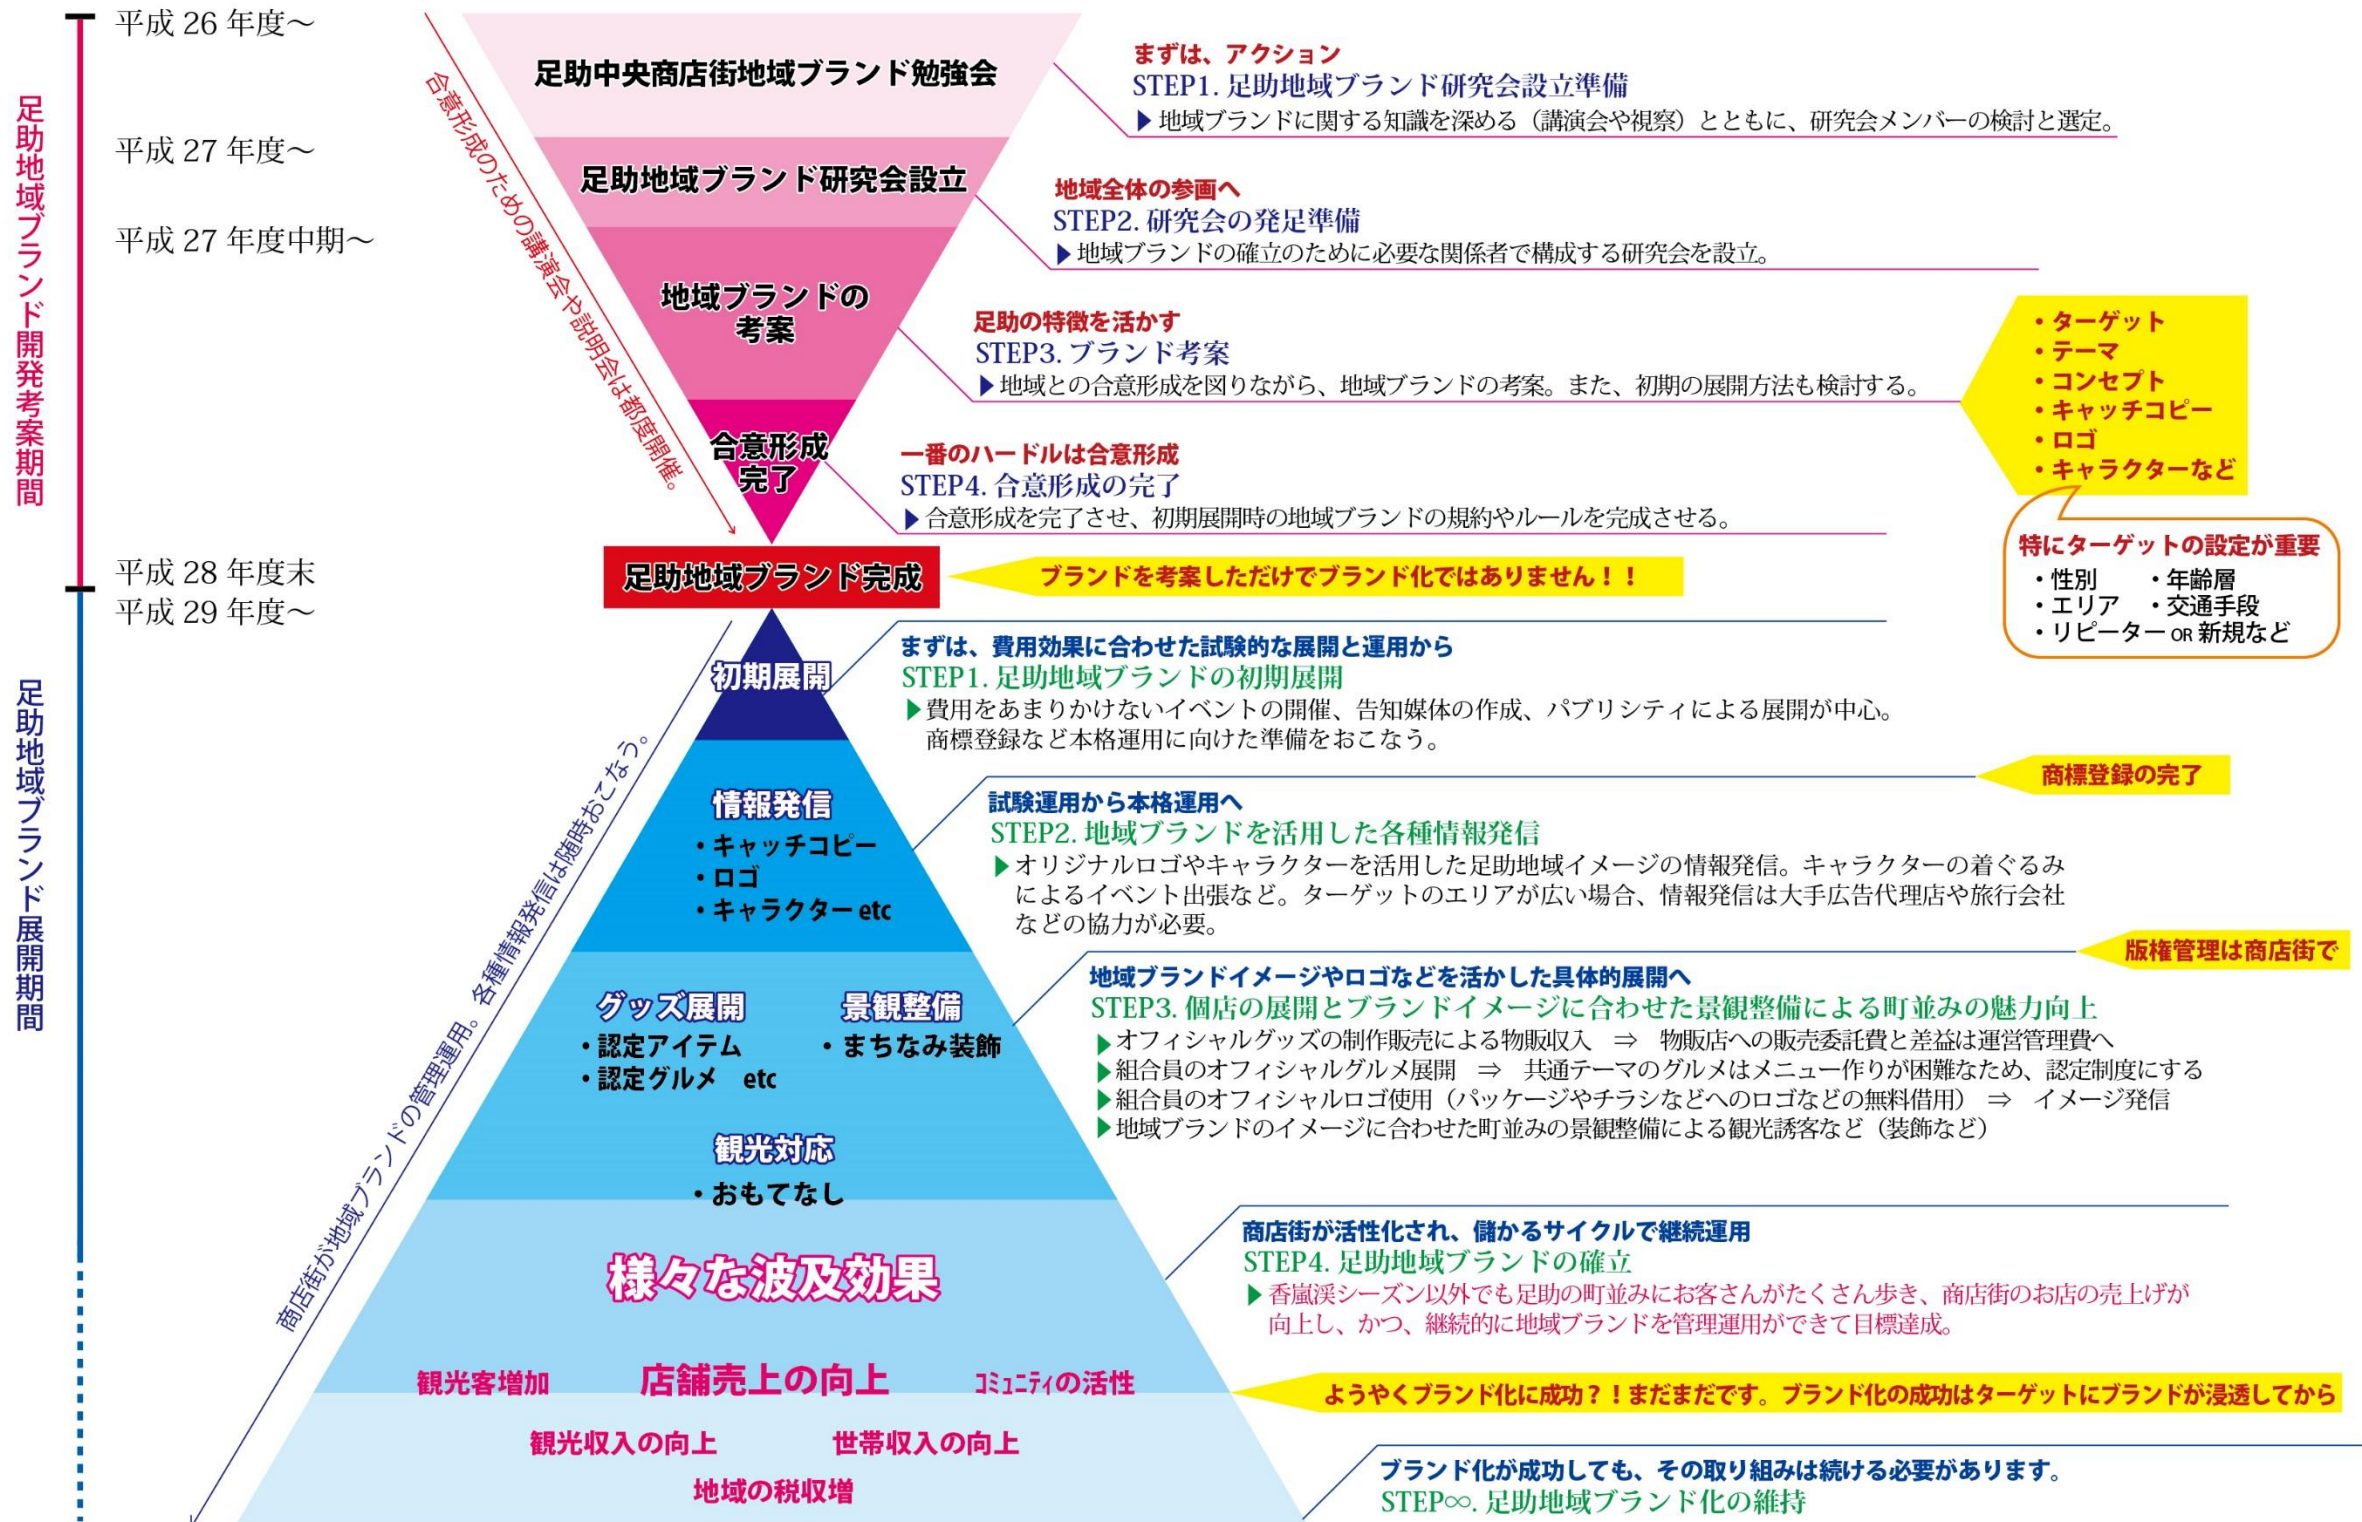 平成 26 年度～
平成 27 年度～
平成 27 年度中期～
平成 28 年度末
平成 29 年度～
足助地域ブランド開発考案期間
足助地域ブランド展開期間
合意形成のための講演会や説明会は都度開催。
足助中央商店街地域ブランド勉強会
まずは、アクション
STEP1. 足助地域ブランド研究会設立準備
▶地域ブランドに関する知識を深める（講演会や視察）とともに、研究会メンバーの検討と選定。
足助地域ブランド研究会設立
地域全体の参画へ
STEP2. 研究会の発足準備
▶地域ブランドの確立のために必要な関係者で構成する研究会を設立。
地域ブランドの
考案
足助の特徴を活かす
STEP3. ブランド考案
▶地域との合意形成を図りながら、地域ブランドの考案。また、初期の展開方法も検討する。
・ターゲット
・テーマ
・コンセプト
・キャッチコピー
・ロゴ
・キャラクターなど
特にターゲットの設定が重要
・性別　・年齢層
・エリア　・交通手段
・リピーター OR 新規など
合意形成
完了
一番のハードルは合意形成
STEP4. 合意形成の完了
▶合意形成を完了させ、初期展開時の地域ブランドの規約やルールを完成させる。
足助地域ブランド完成
ブランドを考案しただけでブランド化ではありません！！
商店街が地域ブランドの管理運用。各種情報発信は随時おこなう。
初期展開
まずは、費用効果に合わせた試験的な展開と運用から
STEP1. 足助地域ブランドの初期展開
▶費用をあまりかけないイベントの開催、告知媒体の作成、パブリシティによる展開が中心。
商標登録など本格運用に向けた準備をおこなう。
商標登録の完了
情報発信
・キャッチコピー
・ロゴ
・キャラクター etc
試験運用から本格運用へ
STEP2. 地域ブランドを活用した各種情報発信
▶オリジナルロゴやキャラクターを活用した足助地域イメージの情報発信。キャラクターの着ぐるみ
によるイベント出張など。ターゲットのエリアが広い場合、情報発信は大手広告代理店や旅行会社
などの協力が必要。
版権管理は商店街で
グッズ展開
・認定アイテム
・認定グルメ　etc
景観整備
・まちなみ装飾
観光対応
・おもてなし
地域ブランドイメージやロゴなどを活かした具体的展開へ
STEP3. 個店の展開とブランドイメージに合わせた景観整備による町並みの魅力向上
▶オフィシャルグッズの制作販売による物販収入　⇒　物販店への販売委託費と差益は運営管理費へ
▶組合員のオフィシャルグルメ展開　⇒　共通テーマのグルメはメニュー作りが困難なため、認定制度にする
▶組合員のオフィシャルロゴ使用（パッケージやチラシなどへのロゴなどの無料借用）　⇒　イメージ発信
▶地域ブランドのイメージに合わせた町並みの景観整備による観光誘客など（装飾など）
様々な波及効果
観光客増加
店舗売上の向上
ｺﾐｭﾆﾃｨの活性
商店街が活性化され、儲かるサイクルで継続運用
STEP4. 足助地域ブランドの確立
▶香嵐渓シーズン以外でも足助の町並みにお客さんがたくさん歩き、商店街のお店の売上げが
向上し、かつ、継続的に地域ブランドを管理運用ができて目標達成。
ようやくブランド化に成功？！まだまだです。ブランド化の成功はターゲットにブランドが浸透してから
観光収入の向上
世帯収入の向上
地域の税収増
ブランド化が成功しても、その取り組みは続ける必要があります。
STEP∞. 足助地域ブランド化の維持